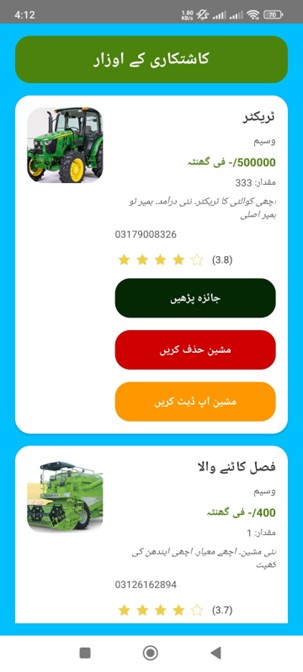 4:12
1.80 KB/s
70
کاشتکاری کے اوزار
ٹریکٹر
وسیم
500000/- فی گھنٹہ
مقدار: 333
اچھی کوالٹی کا ٹریکٹر۔ نئی درآمد۔ بمپر ٹو
بمپر اصلی
03179008326
(3.8)
جائزہ پڑھیں
مشین حذف کریں
مشین اپ ڈیٹ کریں
فصل کاٹنے والا
وسیم
400/- فی گھنٹہ
مقدار: 1
نئی مشین۔ اچھے معیار۔ اچھی ایندھن کی
کھپت
03126162894
(3.7)